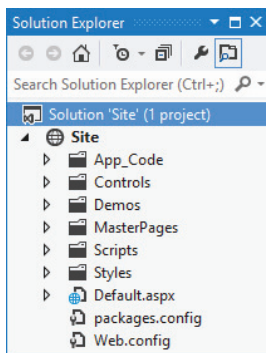 Solution Explorer
Search Solution Explorer (Ctrl+;)
Solution 'Site' (1 project)
Site
App_Code
Controls
Demos
MasterPages
Scripts
Styles
Default.aspx
packages.config
Web.config